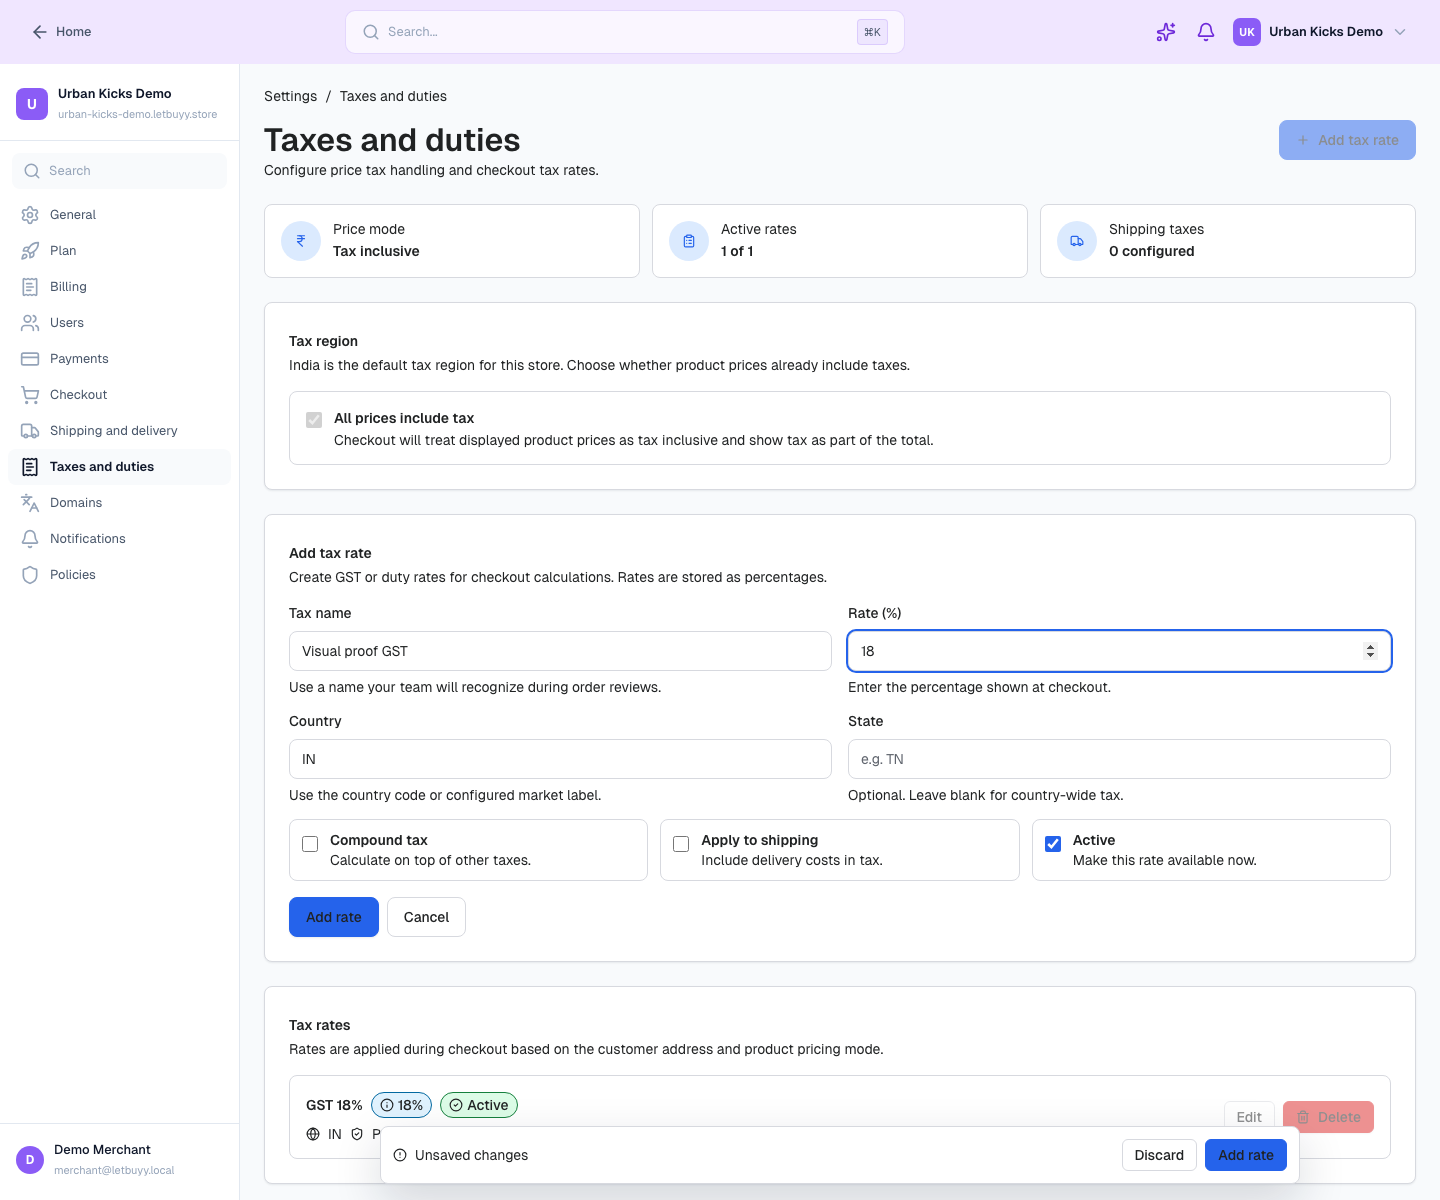 Home
Search...
⌘K
UK
Urban Kicks Demo
U
Urban Kicks Demo
urban-kicks-demo.letbuyy.store
Search
General
Plan
Billing
Users
Payments
Checkout
Shipping and delivery
Taxes and duties
Domains
Notifications
Policies
D
Demo Merchant
merchant@letbuyy.local
Settings / Taxes and duties
Taxes and duties
Configure price tax handling and checkout tax rates.
+ Add tax rate
₹
Price mode
Tax inclusive
Active rates
1 of 1
Shipping taxes
0 configured
Tax region
India is the default tax region for this store. Choose whether product prices already include taxes.
All prices include tax
Checkout will treat displayed product prices as tax inclusive and show tax as part of the total.
Add tax rate
Create GST or duty rates for checkout calculations. Rates are stored as percentages.
Tax name
Visual proof GST
Use a name your team will recognize during order reviews.
Rate (%)
18
Enter the percentage shown at checkout.
Country
IN
Use the country code or configured market label.
State
e.g. TN
Optional. Leave blank for country-wide tax.
Compound tax
Calculate on top of other taxes.
Apply to shipping
Include delivery costs in tax.
Active
Make this rate available now.
Add rate
Cancel
Tax rates
Rates are applied during checkout based on the customer address and product pricing mode.
GST 18% 18% Active
IN
Edit
Delete
Unsaved changes
Discard
Add rate